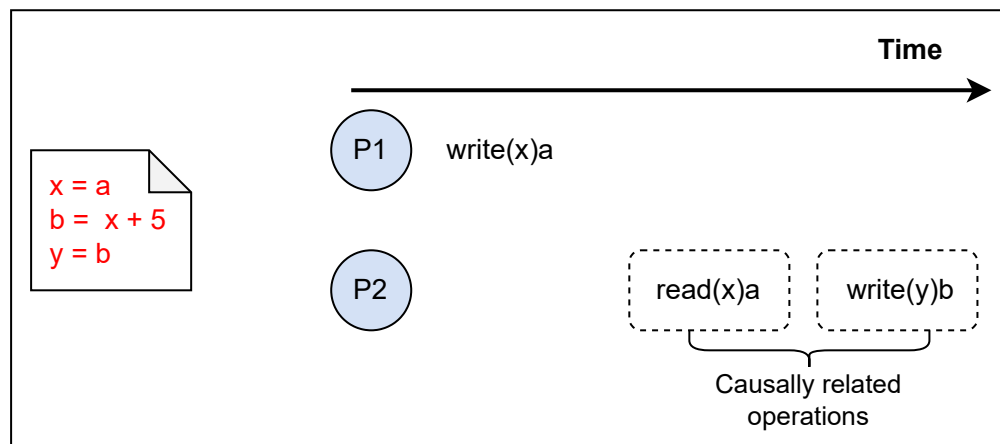 Time
P1 write(x)a
x = a
b = x + 5
y = b
P2 read(x)a write(y)b
Causally related
operations